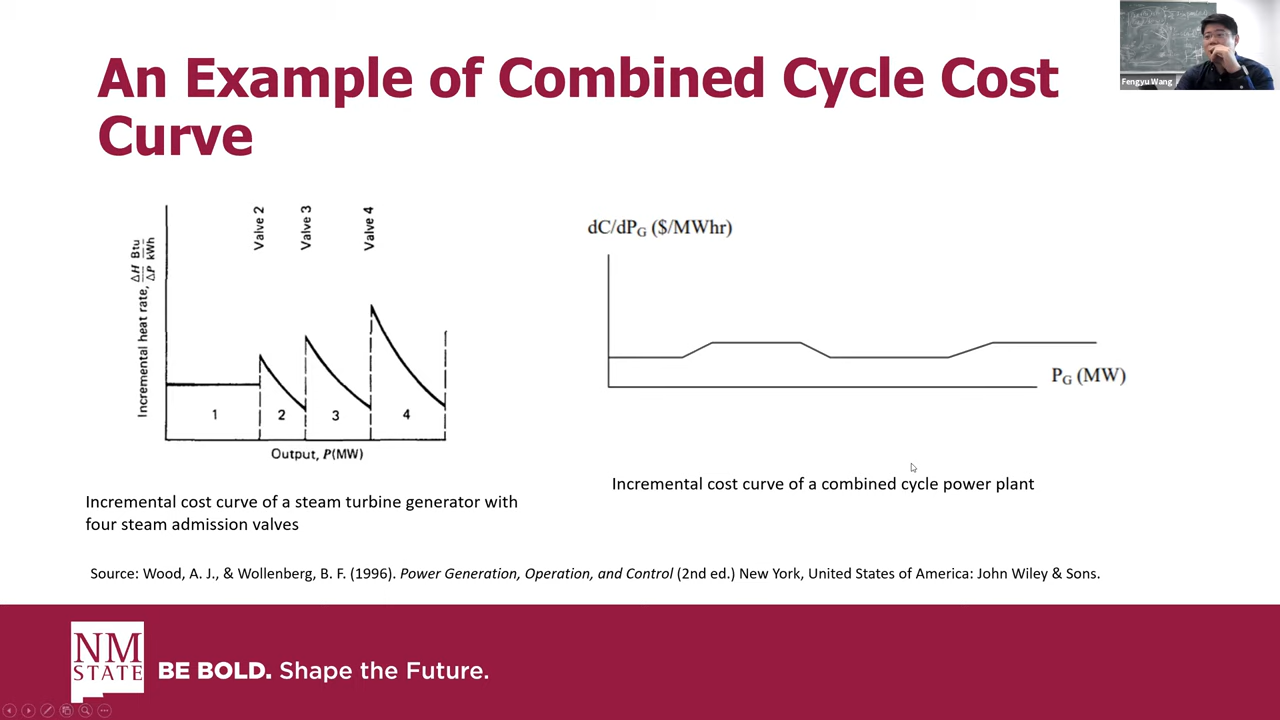 An Example of Combined Cycle Cost
Curve
Fengyu Wang
Valve 2
Valve 3
Valve 4
Incremental heat rate, ΔH/ΔP Btu/kWh
1
2
3
4
Output, P(MW)
Incremental cost curve of a steam turbine generator with
four steam admission valves
dC/dPG ($/MWhr)
PG (MW)
Incremental cost curve of a combined cycle power plant
Source: Wood, A. J., & Wollenberg, B. F. (1996). Power Generation, Operation, and Control (2nd ed.) New York, United States of America: John Wiley & Sons.
NM
STATE
BE BOLD. Shape the Future.